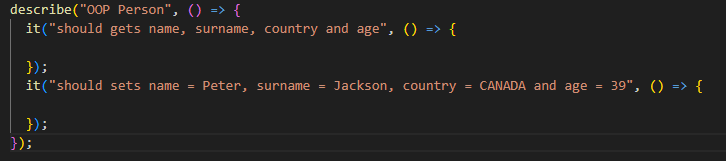 describe("OOP Person", () => {
  it("should gets name, surname, country and age", () => {

  });
  it("should sets name = Peter, surname = Jackson, country = CANADA and age = 39", () => {

  });
});